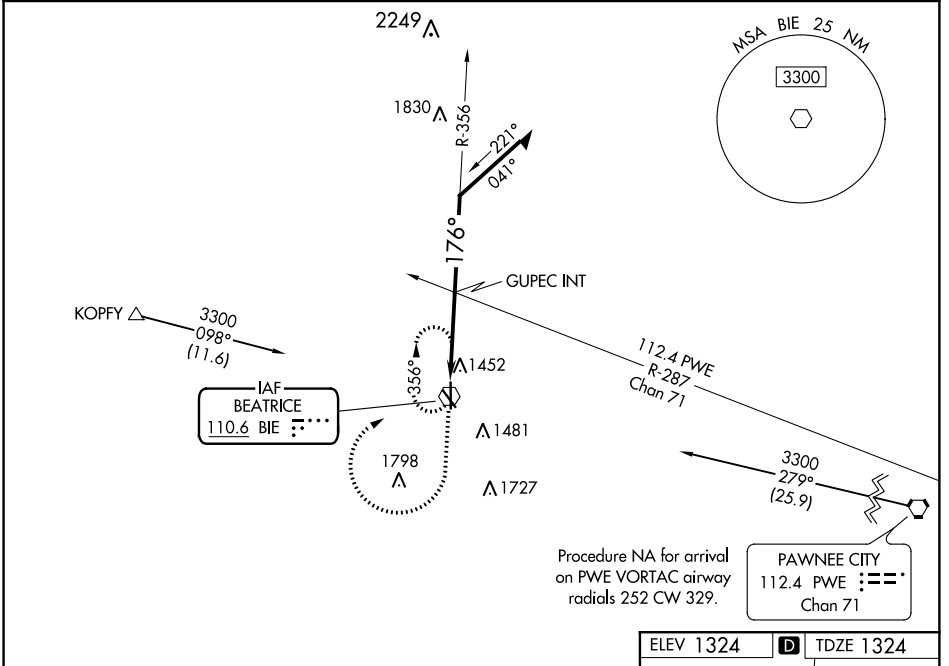 2249
MSA BIE 25 NM
3300
1830
R-356
221°
041°
176°
GUPEC INT
KOPFY
3300
098°
(11.6)
112.4 PWE
R-287
Chan 71
356°
1452
IAF
BEATRICE
110.6 BIE
1481
1798
1727
3300
279°
(25.9)
Procedure NA for arrival
on PWE VORTAC airway
radials 252 CW 329.
PAWNEE CITY
112.4 PWE
Chan 71
ELEV 1324 D TDZE 1324